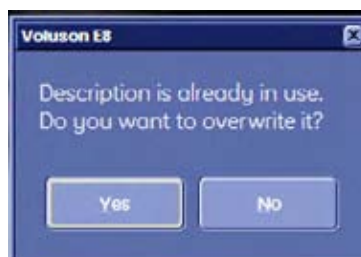 Voluson E8
Description is already in use.
Do you want to overwrite it?
Yes
No